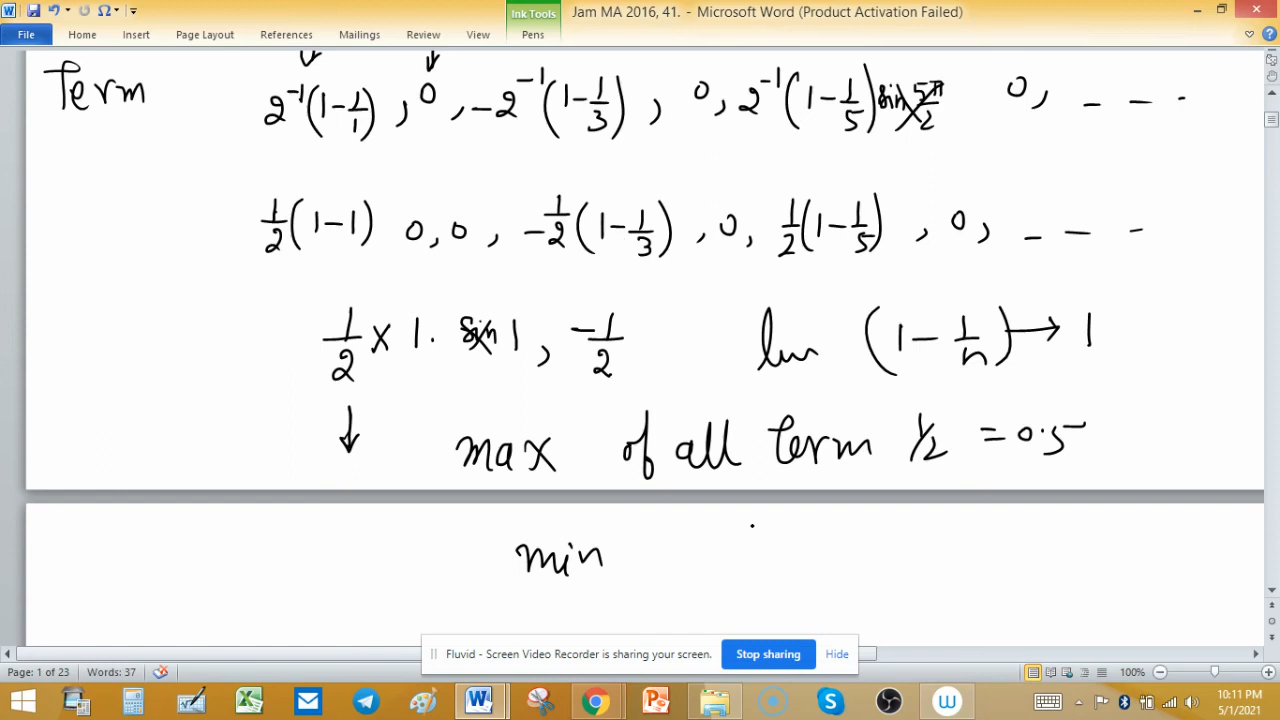 Ink Tools
Jam MA 2016, 41. - Microsoft Word (Product Activation Failed)
File Home Insert Page Layout References Mailings Review View Pens
Term 2⁻¹(1-1/1), 0, -2⁻¹(1-1/3), 0, 2⁻¹(1-1/5) sin 5π/2 0, - - -
1/2(1-1) 0, 0, -1/2(1-1/3), 0, 1/2(1-1/5), 0, - - -
1/2 × 1. sin 1, -1/2 lim (1-1/n) → 1
↓ max of all term 1/2 = 0.5
min
Fluvid - Screen Video Recorder is sharing your screen. Stop sharing Hide
Page: 1 of 23 Words: 37 100%
10:11 PM
5/1/2021